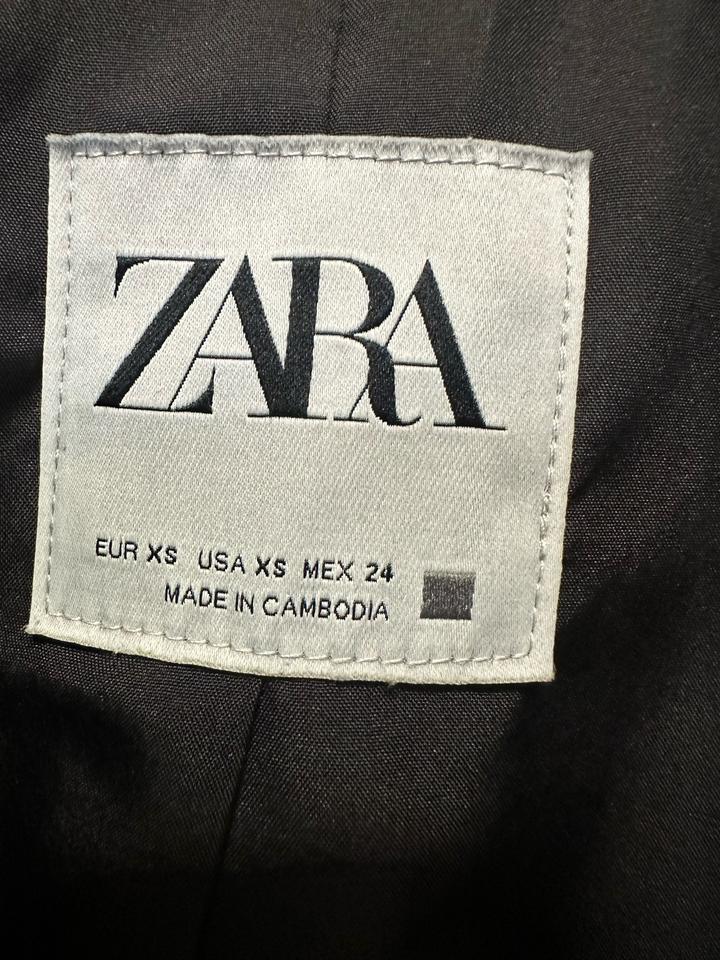 ZARA
EUR XS USA XS MEX 24
MADE IN CAMBODIA